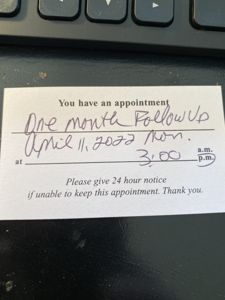 You have an appointment
One month Follow Up
April 11, 2022 Mon.
a.m.
at 3:00 p.m.
Please give 24 hour notice
if unable to keep this appointment. Thank you.